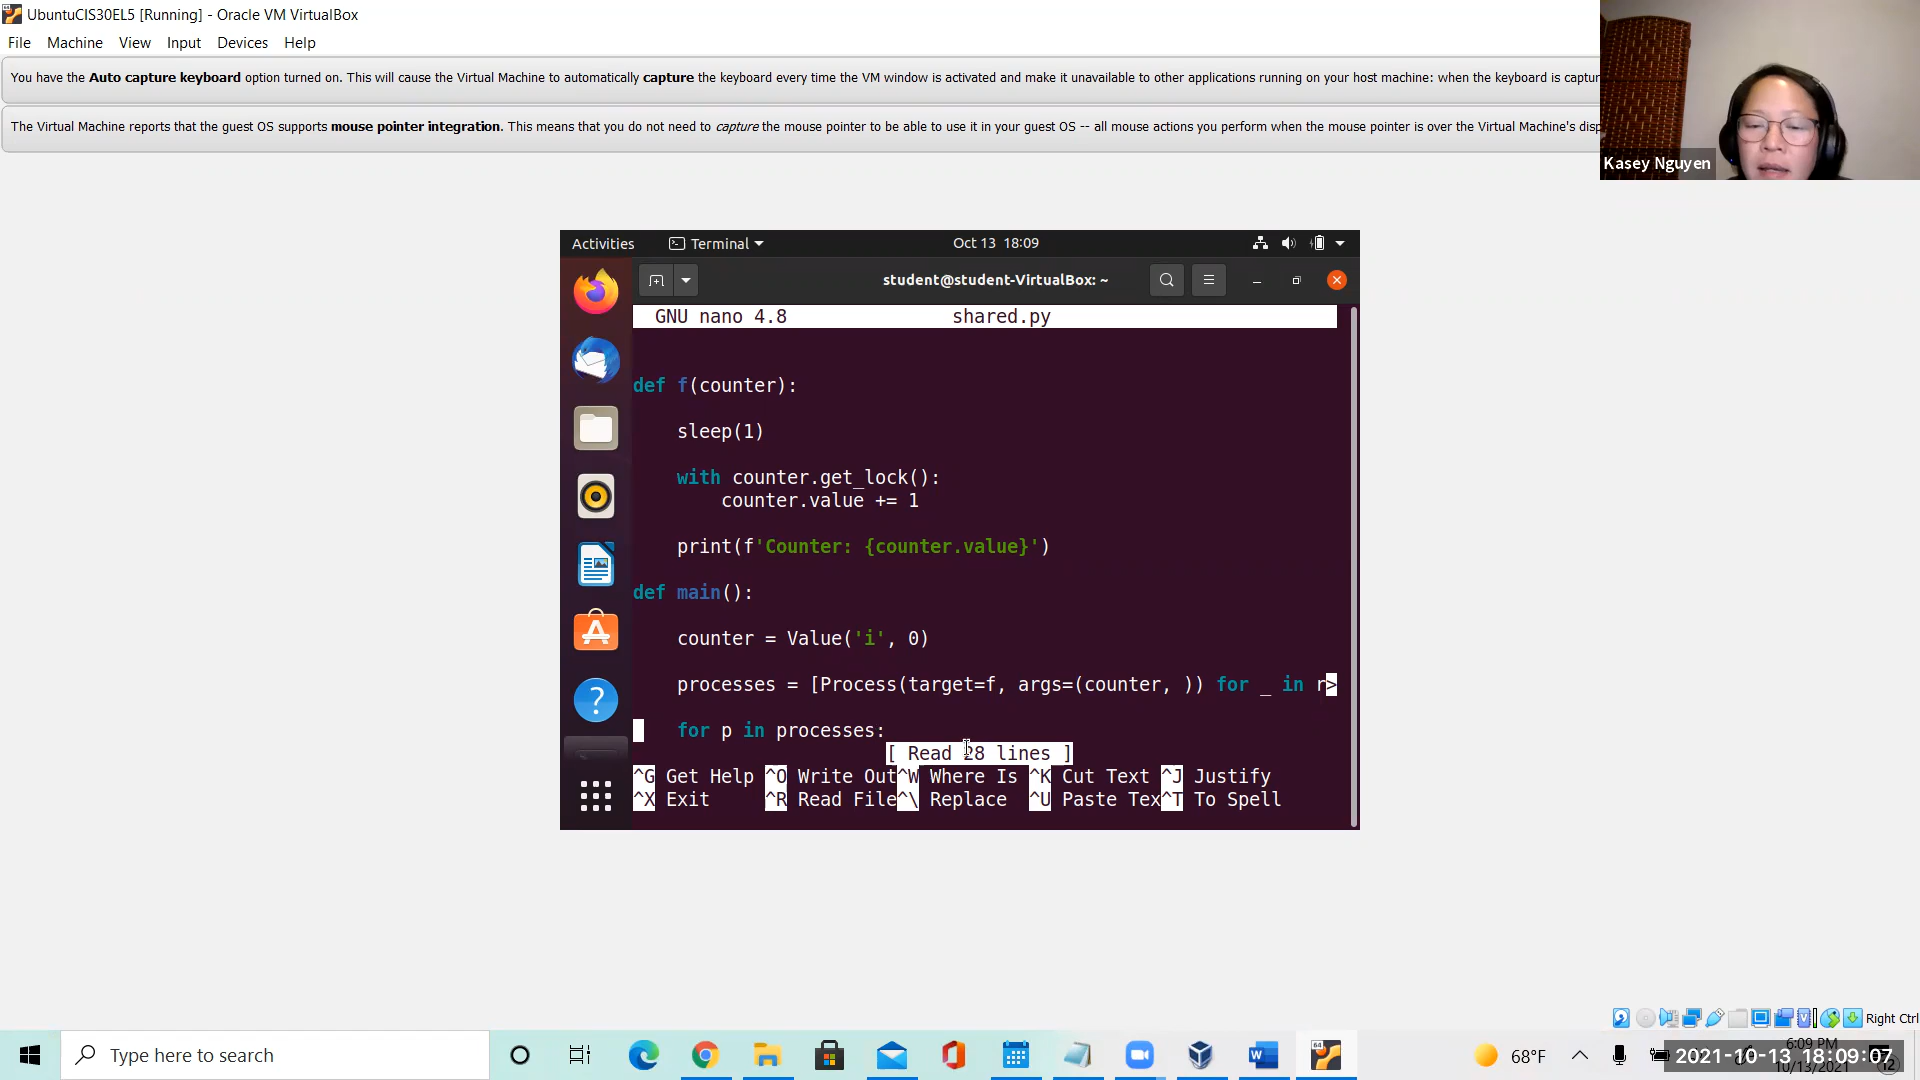 UbuntuCIS30EL5 [Running] - Oracle VM VirtualBox
File Machine View Input Devices Help
You have the Auto capture keyboard option turned on. This will cause the Virtual Machine to automatically capture the keyboard every time the VM window is activated and make it unavailable to other applications running on your host machine: when the keyboard is captur
The Virtual Machine reports that the guest OS supports mouse pointer integration. This means that you do not need to capture the mouse pointer to be able to use it in your guest OS -- all mouse actions you perform when the mouse pointer is over the Virtual Machine's disp
Kasey Nguyen
Activities Terminal Oct 13 18:09
student@student-VirtualBox: ~
GNU nano 4.8 shared.py
def f(counter):
sleep(1)
with counter.get_lock():
counter.value += 1
print(f'Counter: {counter.value}')
def main():
counter = Value('i', 0)
processes = [Process(target=f, args=(counter, )) for _ in r>
for p in processes:
[ Read 28 lines ]
^G Get Help ^O Write Out ^W Where Is ^K Cut Text ^J Justify
^X Exit ^R Read File ^\ Replace ^U Paste Tex ^T To Spell
Right Ctrl
Type here to search
68°F
6:09 PM
2021-10-13 18:09:07
10/13/2021